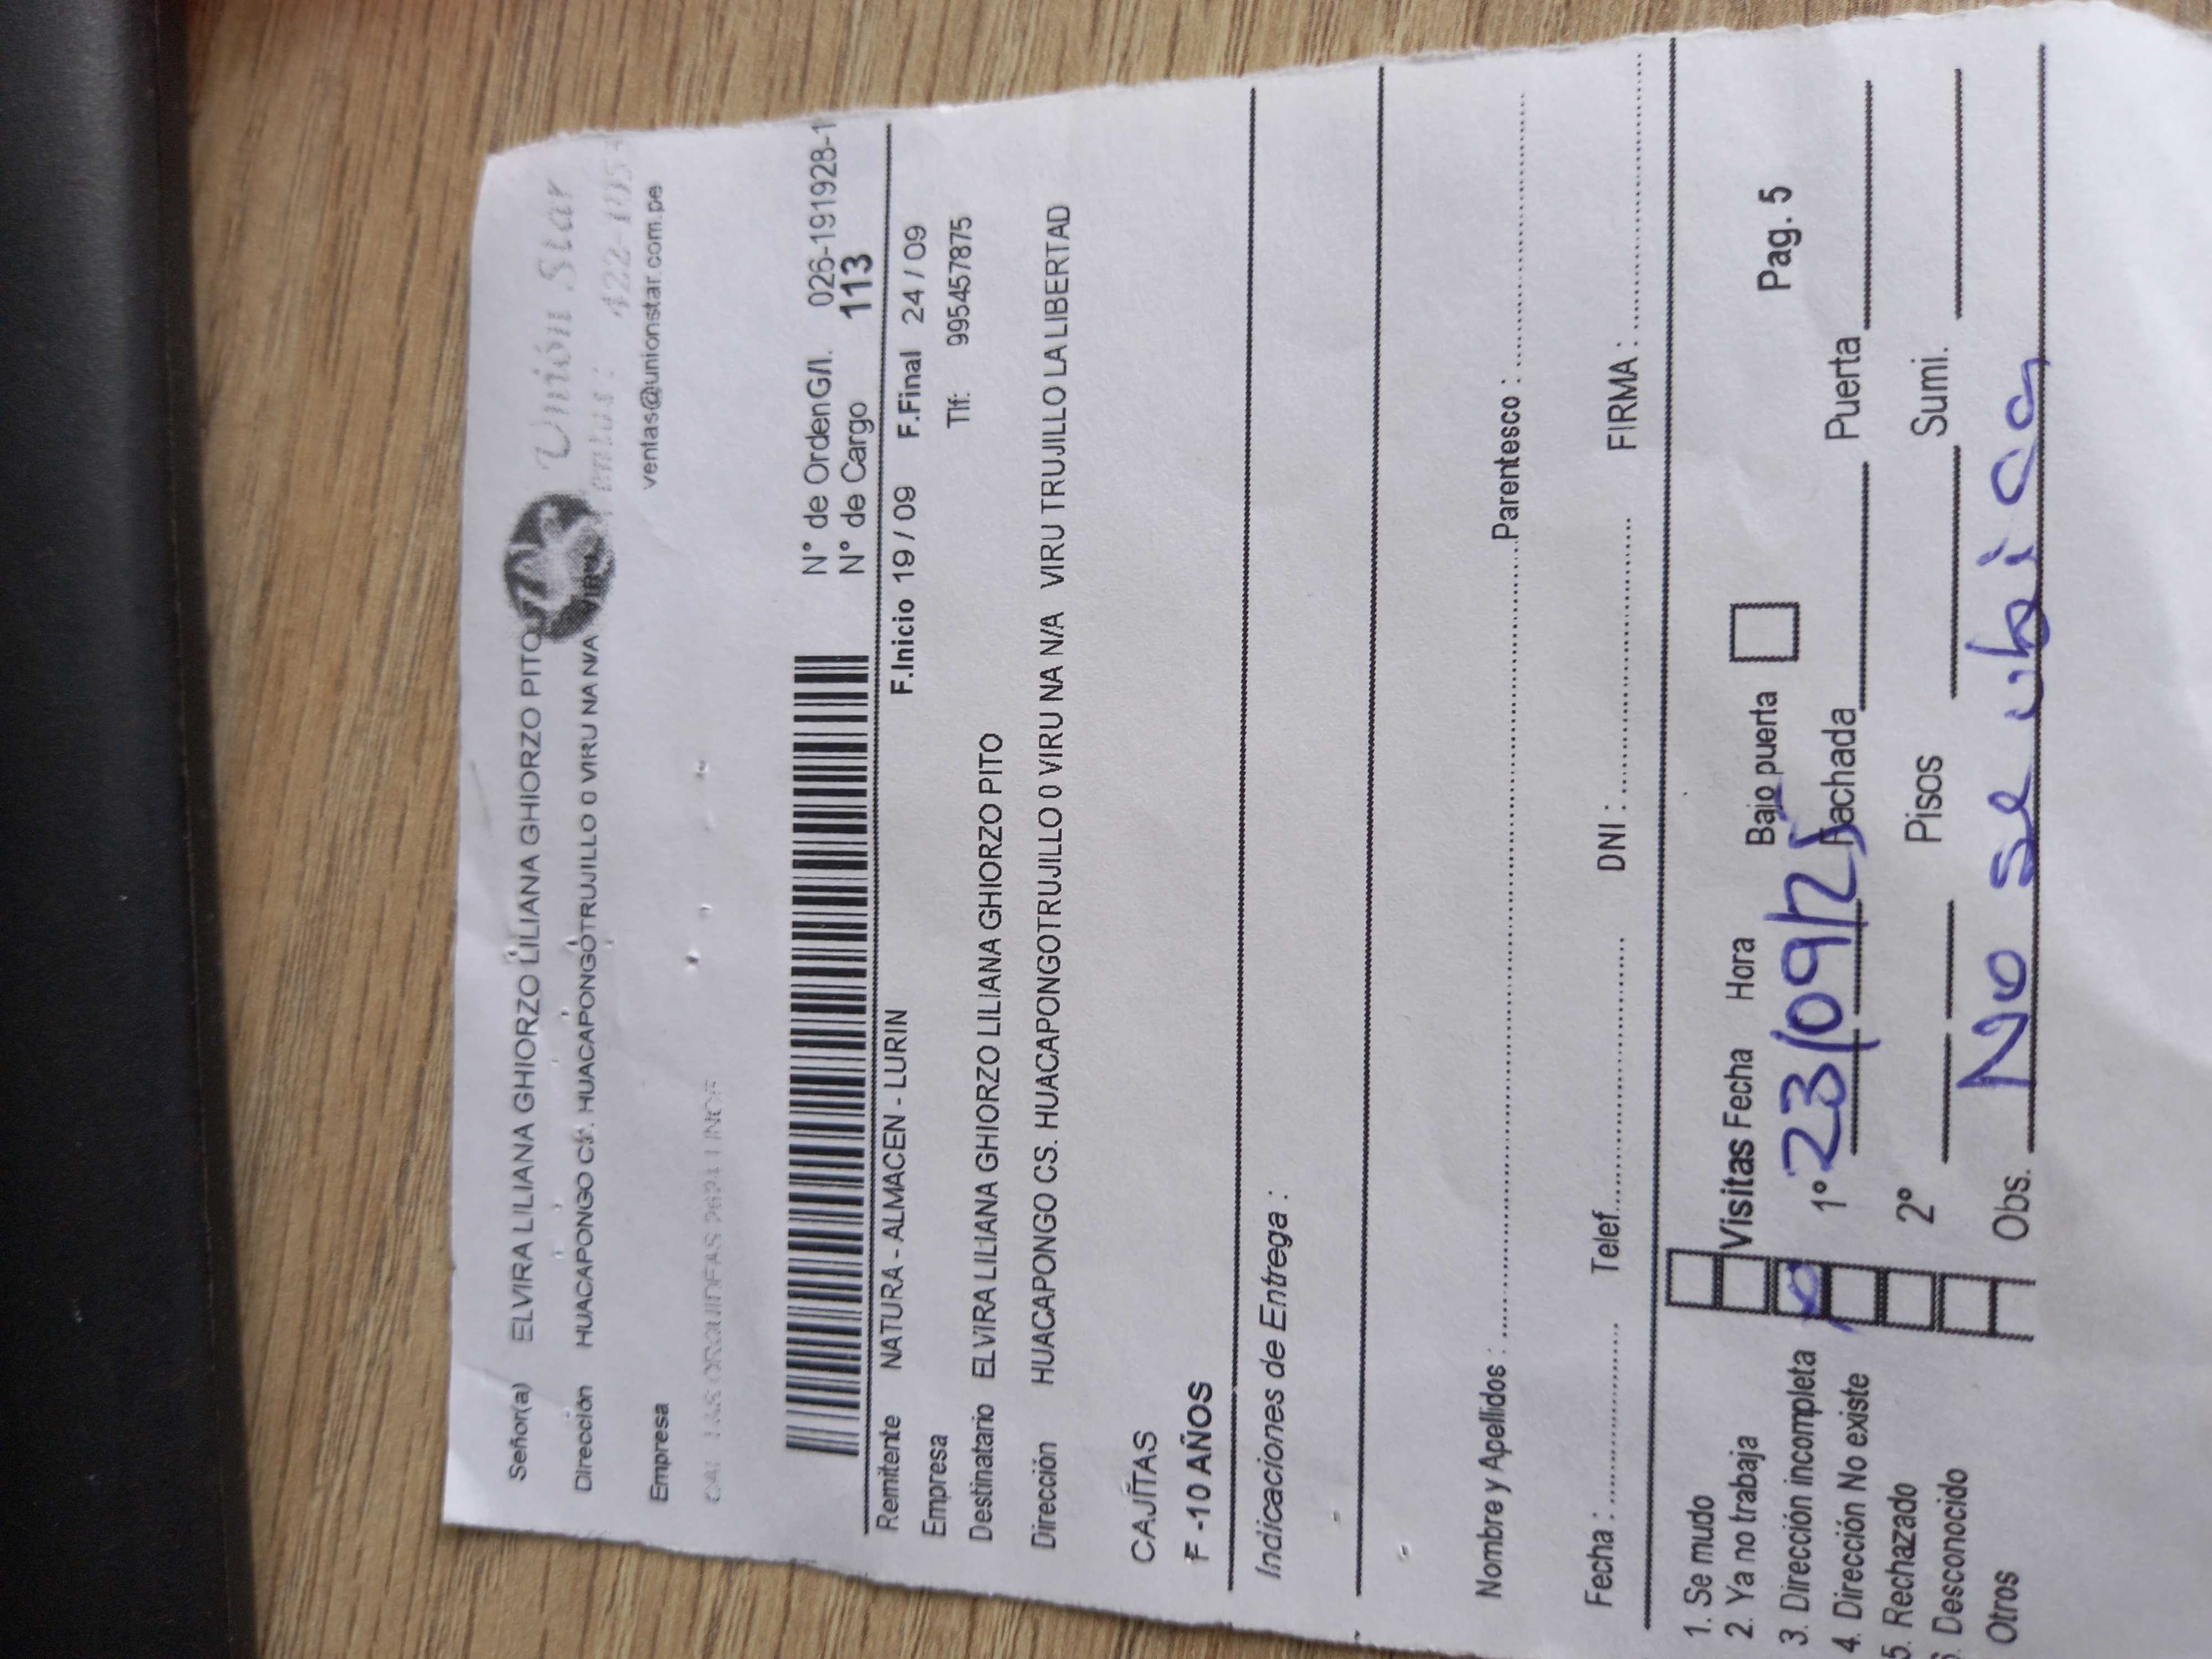 Señor(a) ELVIRA LILIANA GHIORZO LILIANA GHIORZO PITO
Unión Star
Dirección HUACAPONGO CS. HUACAPONGOTRUJILLO 0 VIRU NA N/A VIRU
ventas@unionstar.com.pe
Empresa
N° de OrdenG/I. 026-191928-1
N° de Cargo 113
Remitente NATURA - ALMACEN - LURIN F.Inicio 19 / 09 F.Final 24 / 09
Empresa Tlf: 995457875
Destinatario ELVIRA LILIANA GHIORZO LILIANA GHIORZO PITO
Dirección HUACAPONGO CS. HUACAPONGOTRUJILLO 0 VIRU NA N/A VIRU TRUJILLO LA LIBERTAD
CAJITAS
F -10 AÑOS
Indicaciones de Entrega :
Nombre y Apellidos : Parentesco :
Fecha : Telef. DNI : FIRMA :
1. Se mudo
2. Ya no trabaja Visitas Fecha Hora Bajo puerta Pag. 5
3. Dirección incompleta 1° 23/09/25 Fachada Puerta
4. Dirección No existe
5. Rechazado 2° Pisos Sumi.
6. Desconocido
Otros Obs. No se ubica